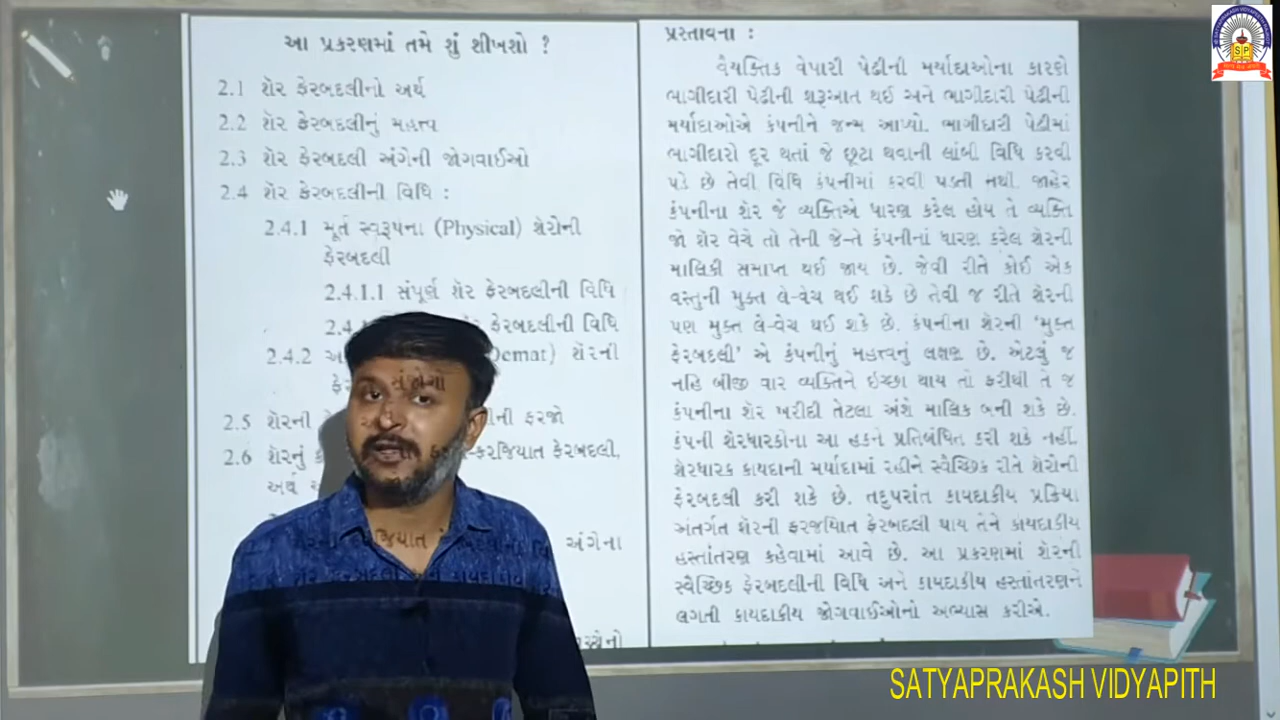 આ પ્રકરણમાં તમે શું શીખશો ?
2.1 શૅર ફેરબદલીનો અર્થ
2.2 શૅર ફેરબદલીનું મહત્ત્વ
2.3 શૅર ફેરબદલી અંગેની જોગવાઈઓ
2.4 શૅર ફેરબદલીની વિધિ :
2.4.1 મૂર્ત સ્વરૂપના (Physical) શૅરોની
ફેરબદલી
2.4.1.1 સંપૂર્ણ શૅર ફેરબદલીની વિધિ
ફેરબદલીની વિધિ
2.4.2 (Demat) શૅરની
2.5 શૅરની ફરજો
2.6 શૅરનું ફેરબદલી,
અર્થ
અંગેના
પ્રસ્તાવના :
વૈયક્તિક વેપારી પેઢીની મર્યાદાઓના કારણે
ભાગીદારી પેઢીની શરૂઆત થઈ અને ભાગીદારી પેઢીની
મર્યાદાઓએ કંપનીને જન્મ આપ્યો. ભાગીદારી પેઢીમાં
ભાગીદારો દૂર થતાં જે છૂટા થવાની લાંબી વિધિ કરવી
પડે છે તેવી વિધિ કંપનીમાં કરવી પડતી નથી. જાહેર
કંપનીના શૅર જે વ્યક્તિએ ધારણ કરેલ હોય તે વ્યક્તિ
જો શૅર વેચે તો તેની જે-તે કંપનીનાં ધારણ કરેલ શૅરની
માલિકી સમાપ્ત થઈ જાય છે. જેવી રીતે કોઈ એક
વસ્તુની મુક્ત લે-વેચ થઈ શકે છે તેવી જ રીતે શૅરની
પણ મુક્ત લે-વેચ થઈ શકે છે. કંપનીના શૅરની ‘મુક્ત
ફેરબદલી’ એ કંપનીનું મહત્ત્વનું લક્ષણ છે. એટલું જ
નહિ બીજી વાર વ્યક્તિને ઇચ્છા થાય તો ફરીથી તે જ
કંપનીના શૅર ખરીદી તેટલા અંશે માલિક બની શકે છે.
કંપની શૅરધારકોના આ હકને પ્રતિબંધિત કરી શકે નહીં.
શૅરધારક કાયદાની મર્યાદામાં રહીને સ્વૈચ્છિક રીતે શૅરોની
ફેરબદલી કરી શકે છે. તદુપરાંત કાયદાકીય પ્રક્રિયા
અંતર્ગત શૅરની ફરજિયાત ફેરબદલી થાય તેને કાયદાકીય
હસ્તાંતરણ કહેવામાં આવે છે. આ પ્રકરણમાં શૅરની
સ્વૈચ્છિક ફેરબદલીની વિધિ અને કાયદાકીય હસ્તાંતરણને
લગતી કાયદાકીય જોગવાઈઓનો અભ્યાસ કરીએ.
SP
SATYAPRAKASH VIDYAPITH